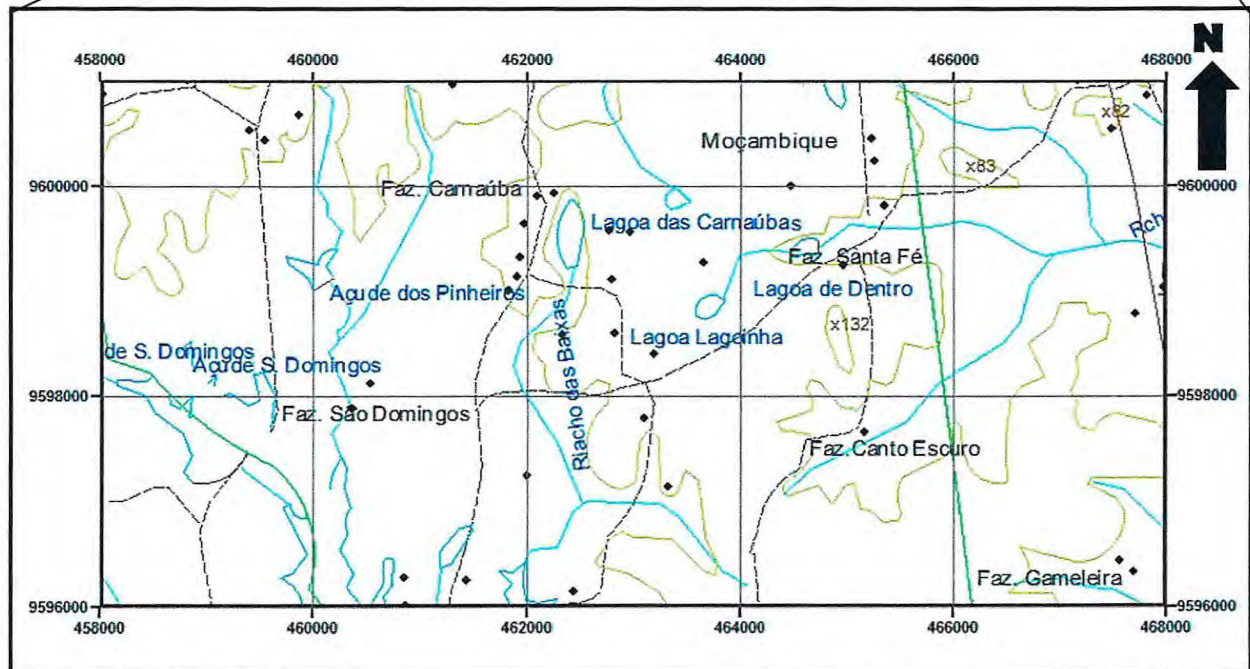 N
458000 460000 462000 464000 466000 468000
x82
Moçambique
x83
9600000 9600000
Faz. Carnaúba
Lagoa das Carnaúbas
Rch
Faz. Santa Fé
Açude dos Pinheiros
Lagoa de Dentro
x132
Lagoa Lagoinha
de S. Domingos
Açude S. Domingos
Riacho das Baixas
9598000 9598000
Faz. São Domingos
Faz. Canto Escuro
Faz. Gameleira
9596000 9596000
458000 460000 462000 464000 466000 468000